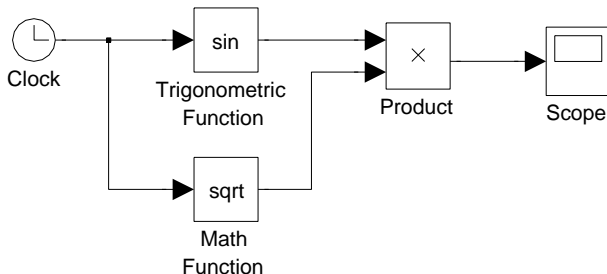 sin
×
Clock
Trigonometric
Function
Product
Scope
sqrt
Math
Function